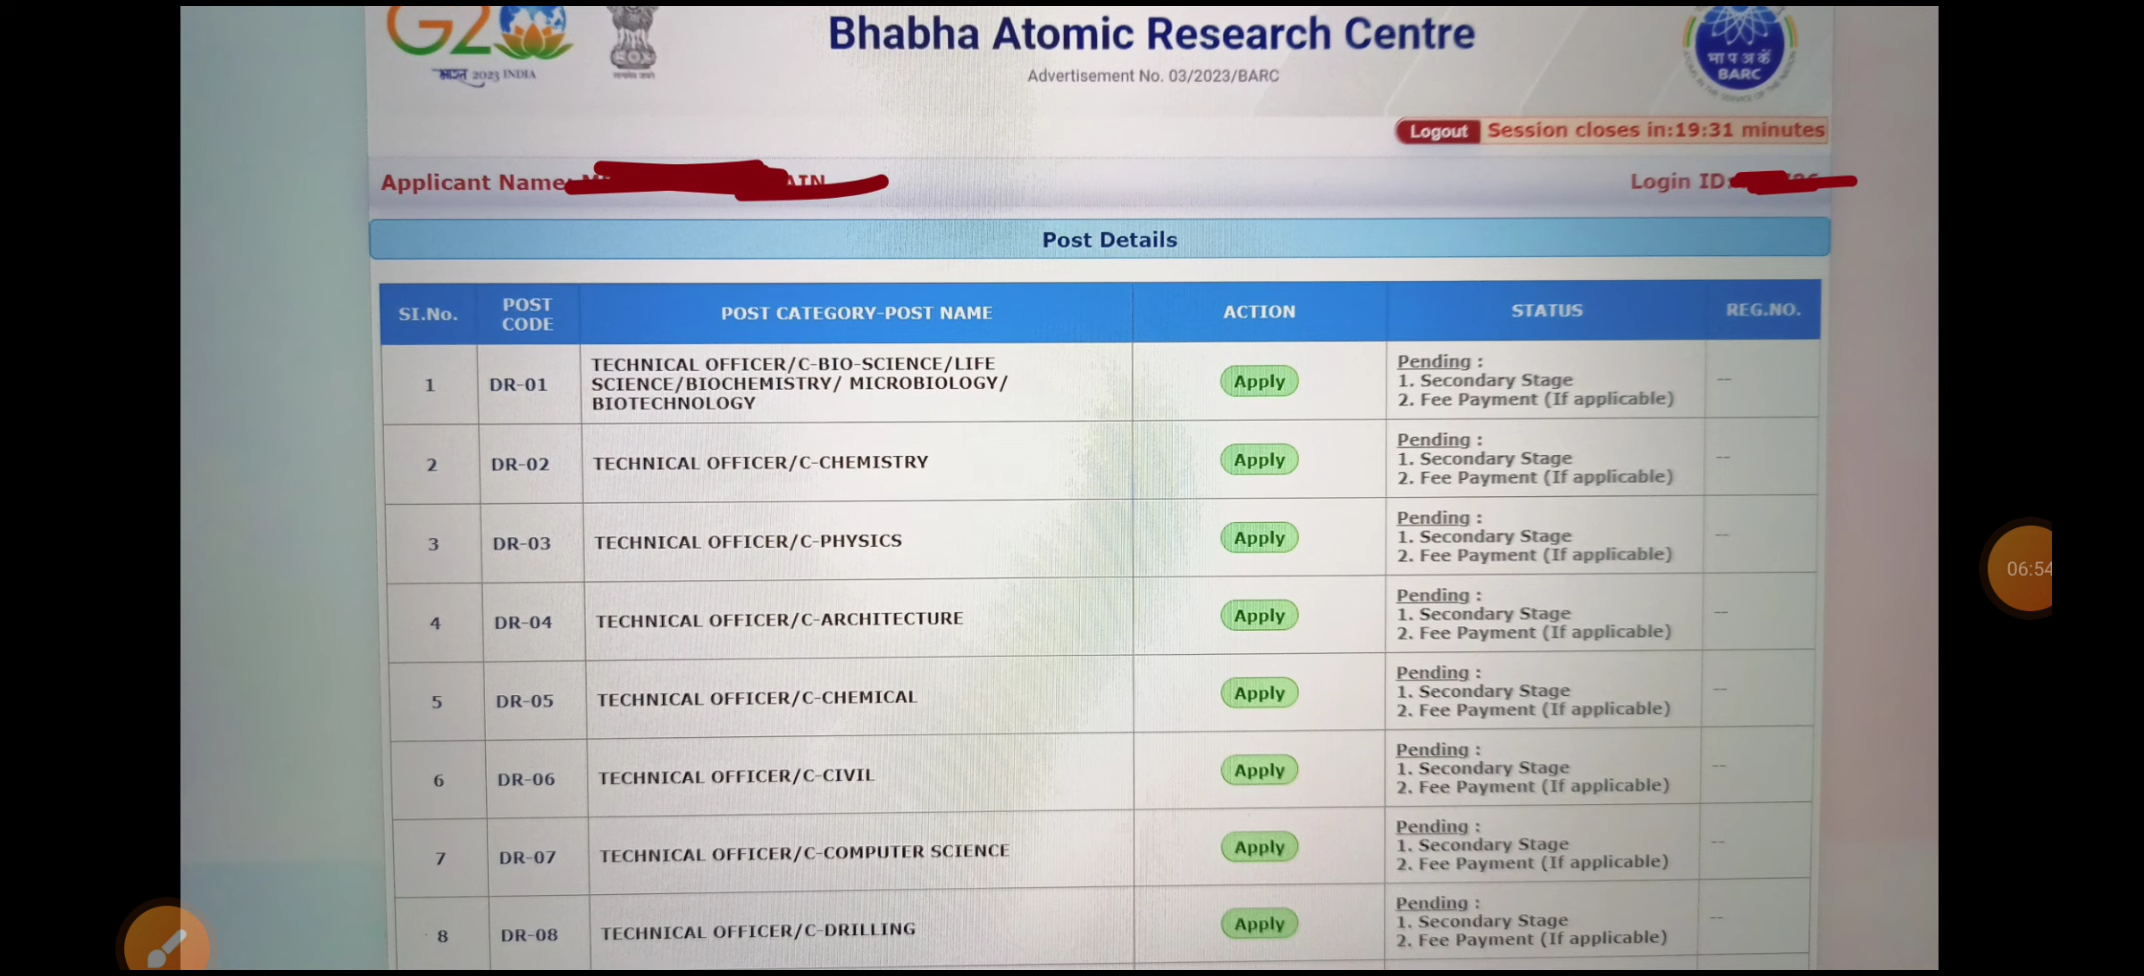 G20
भारत 2023 INDIA
सत्यमेव जयते
Bhabha Atomic Research Centre
Advertisement No. 03/2023/BARC
भा प अ कें
BARC
Logout Session closes in:19:31 minutes
Applicant Name: AIN
Login ID:
Post Details
SI.No. POST CODE POST CATEGORY-POST NAME ACTION STATUS REG.NO.
1 DR-01 TECHNICAL OFFICER/C-BIO-SCIENCE/LIFE
SCIENCE/BIOCHEMISTRY/ MICROBIOLOGY/
BIOTECHNOLOGY
Apply
Pending :
1. Secondary Stage
2. Fee Payment (If applicable)
--
2 DR-02 TECHNICAL OFFICER/C-CHEMISTRY Apply
Pending :
1. Secondary Stage
2. Fee Payment (If applicable)
--
3 DR-03 TECHNICAL OFFICER/C-PHYSICS Apply
Pending :
1. Secondary Stage
2. Fee Payment (If applicable)
--
4 DR-04 TECHNICAL OFFICER/C-ARCHITECTURE Apply
Pending :
1. Secondary Stage
2. Fee Payment (If applicable)
--
5 DR-05 TECHNICAL OFFICER/C-CHEMICAL Apply
Pending :
1. Secondary Stage
2. Fee Payment (If applicable)
--
6 DR-06 TECHNICAL OFFICER/C-CIVIL Apply
Pending :
1. Secondary Stage
2. Fee Payment (If applicable)
--
7 DR-07 TECHNICAL OFFICER/C-COMPUTER SCIENCE Apply
Pending :
1. Secondary Stage
2. Fee Payment (If applicable)
--
8 DR-08 TECHNICAL OFFICER/C-DRILLING Apply
Pending :
1. Secondary Stage
2. Fee Payment (If applicable)
--
06:54